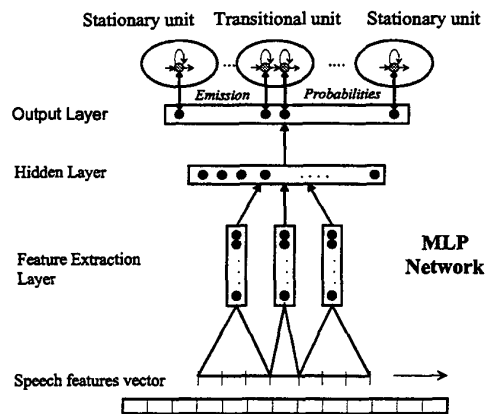 Stationary unit Transitional unit Stationary unit
Emission Probabilities
Output Layer
Hidden Layer
Feature Extraction
Layer
MLP
Network
Speech features vector